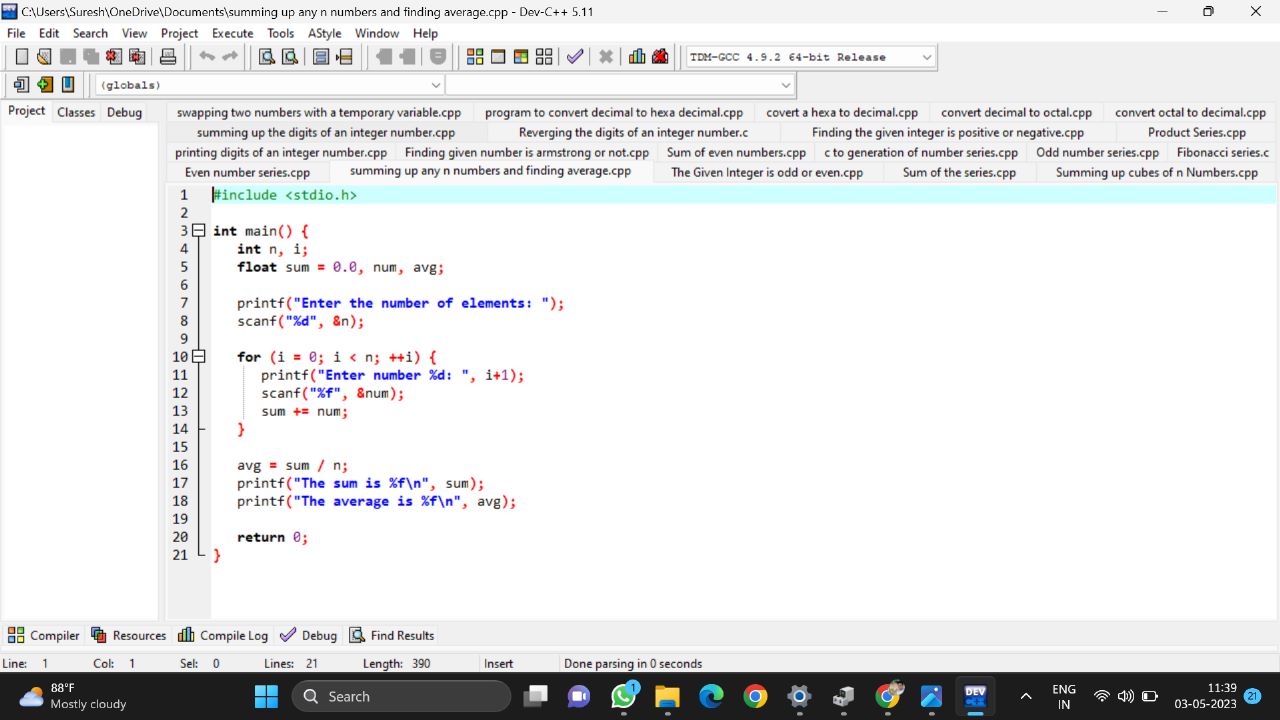 C:\Users\Suresh\OneDrive\Documents\summing up any n numbers and finding average.cpp - Dev-C++ 5.11
File Edit Search View Project Execute Tools AStyle Window Help
TDM-GCC 4.9.2 64-bit Release
(globals)
Project Classes Debug
swapping two numbers with a temporary variable.cpp program to convert decimal to hexa decimal.cpp covert a hexa to decimal.cpp convert decimal to octal.cpp convert octal to decimal.cpp
summing up the digits of an integer number.cpp Reverging the digits of an integer number.c Finding the given integer is positive or negative.cpp Product Series.cpp
printing digits of an integer number.cpp Finding given number is armstrong or not.cpp Sum of even numbers.cpp c to generation of number series.cpp Odd number series.cpp Fibonacci series.c
Even number series.cpp summing up any n numbers and finding average.cpp The Given Integer is odd or even.cpp Sum of the series.cpp Summing up cubes of n Numbers.cpp
1 #include <stdio.h>
2
3 int main() {
4 int n, i;
5 float sum = 0.0, num, avg;
6
7 printf("Enter the number of elements: ");
8 scanf("%d", &n);
9
10 for (i = 0; i < n; ++i) {
11 printf("Enter number %d: ", i+1);
12 scanf("%f", &num);
13 sum += num;
14 }
15
16 avg = sum / n;
17 printf("The sum is %f\n", sum);
18 printf("The average is %f\n", avg);
19
20 return 0;
21 }
Compiler Resources Compile Log Debug Find Results
Line: 1 Col: 1 Sel: 0 Lines: 21 Length: 390 Insert Done parsing in 0 seconds
88°F
Mostly cloudy
Search
1
DEV
C++
ENG
IN
11:39
03-05-2023
21